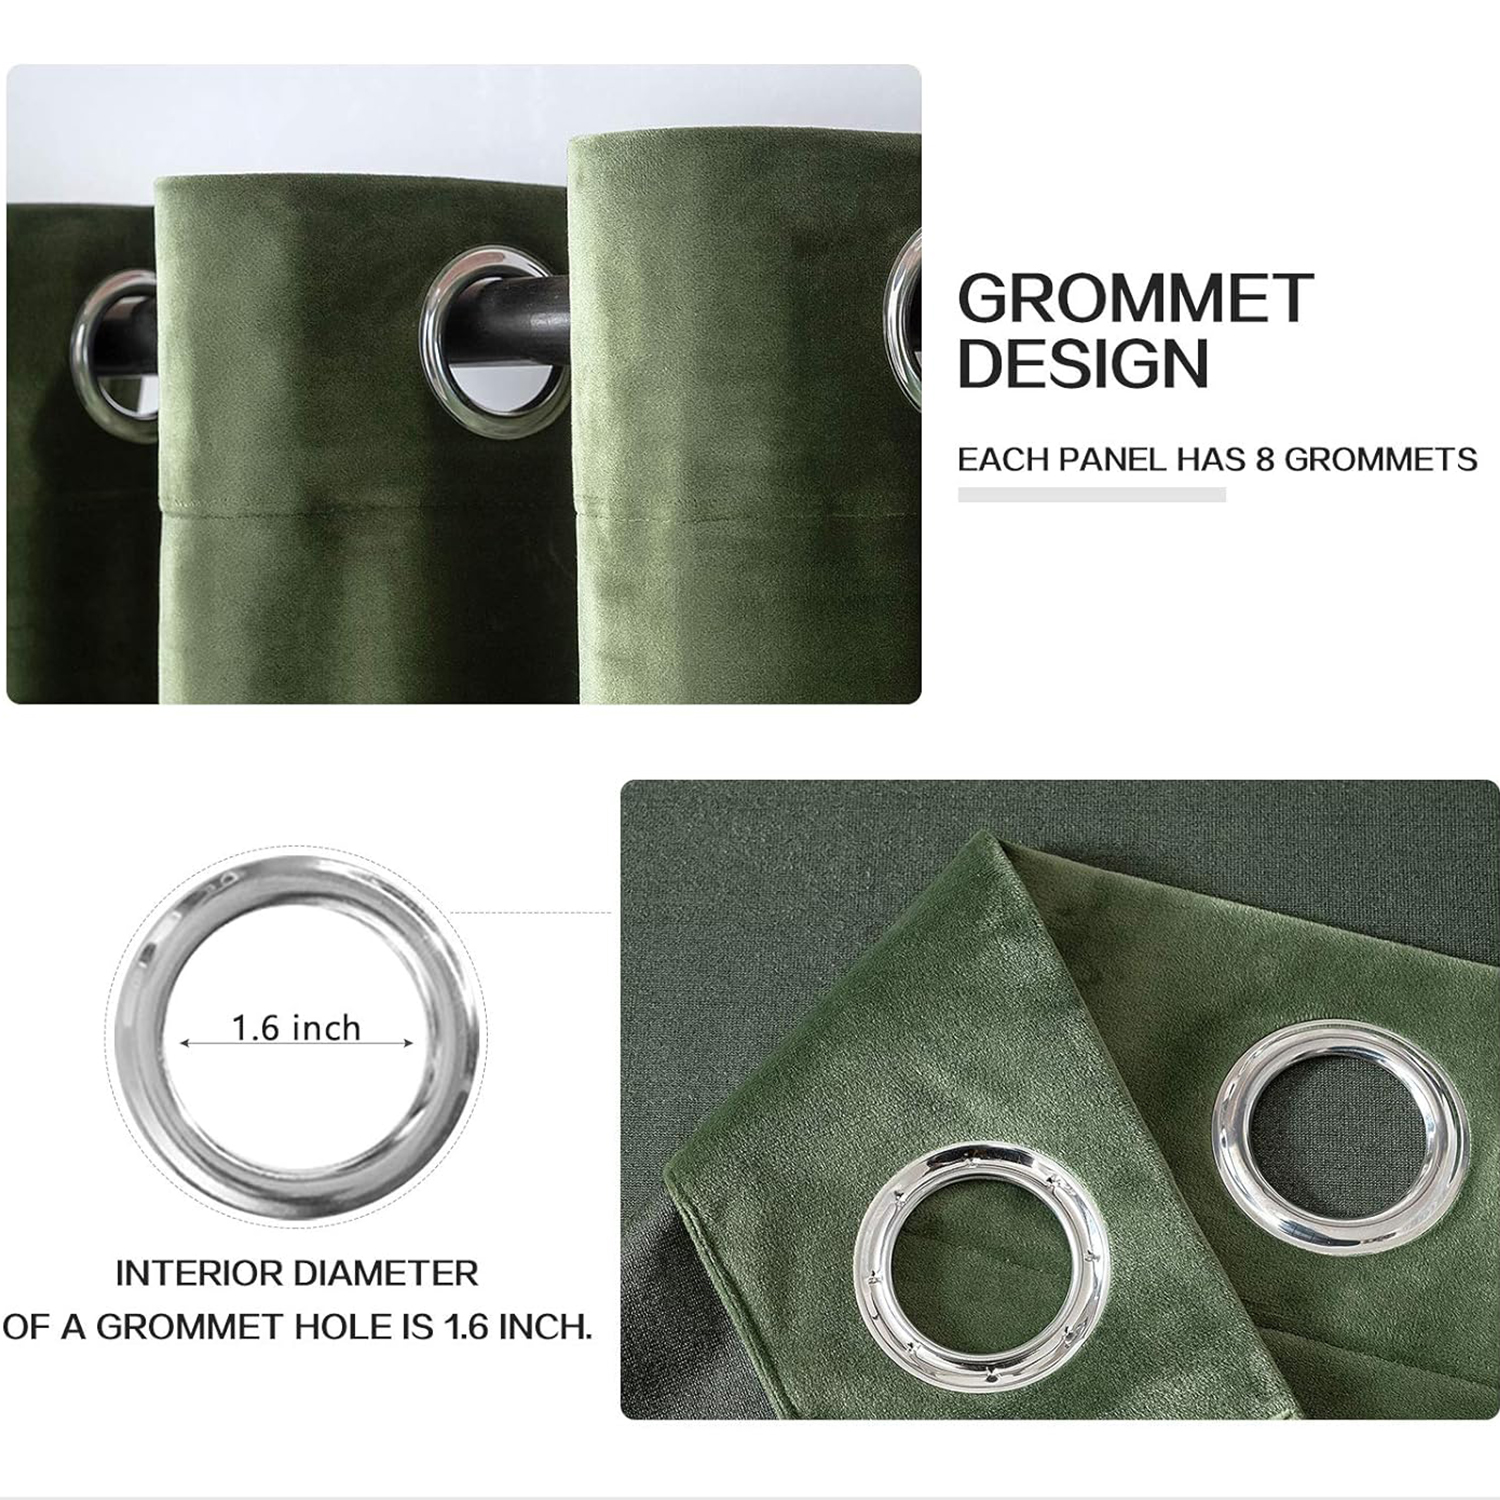 GROMMET
DESIGN
EACH PANEL HAS 8 GROMMETS
1.6 inch
INTERIOR DIAMETER
OF A GROMMET HOLE IS 1.6 INCH.